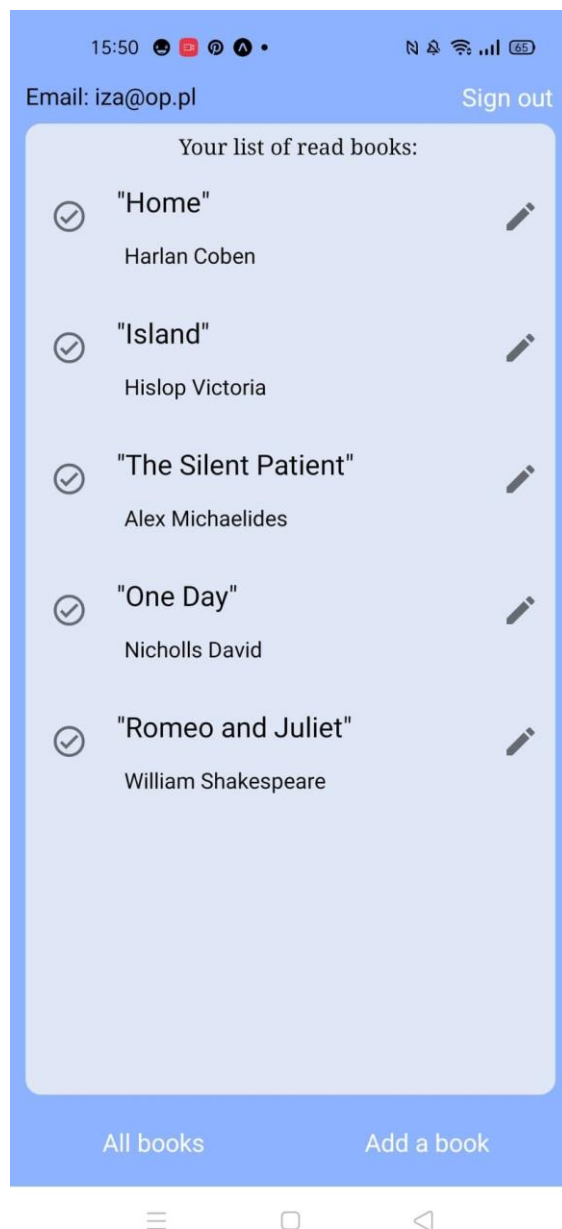 15:50 65
Email: iza@op.pl Sign out
Your list of read books:
"Home"
Harlan Coben
"Island"
Hislop Victoria
"The Silent Patient"
Alex Michaelides
"One Day"
Nicholls David
"Romeo and Juliet"
William Shakespeare
All books Add a book